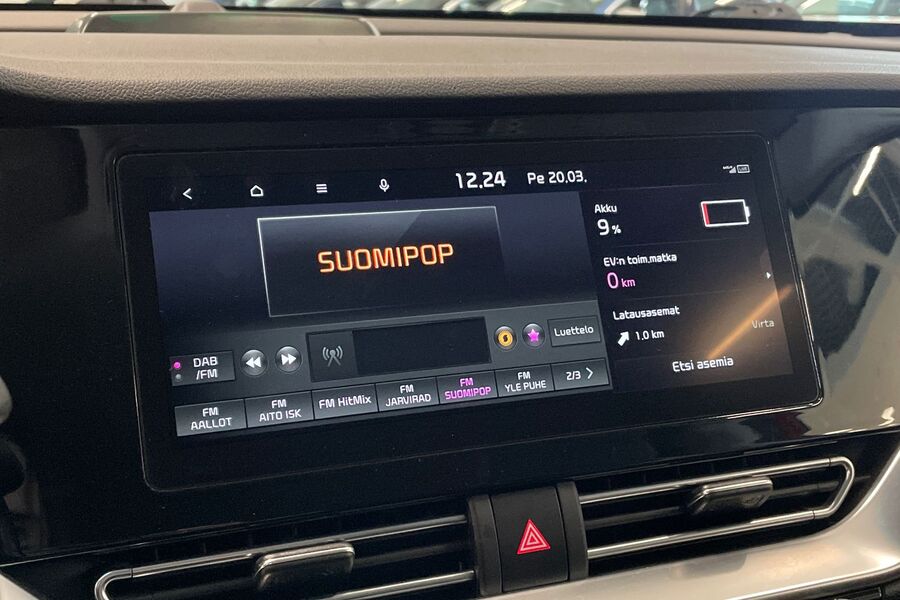 12.24 Pe 20.03.
SUOMIPOP
Akku
9%
EV:n toim.matka
0 km
Latausasemat
1.0 km
Virta
Etsi asemia
Luettelo
DAB
/FM
FM
AALLOT
FM
AITO ISK
FM HitMix
FM
JARVIRAD
FM
SUOMIPOP
FM
YLE PUHE
2/3